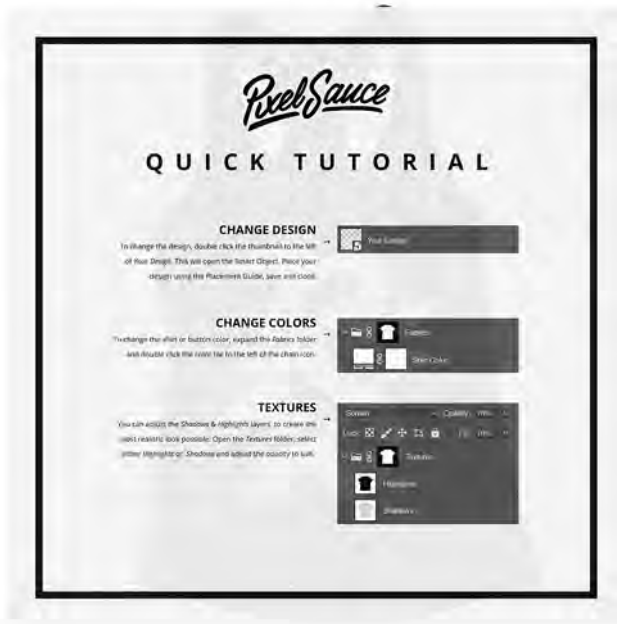 PixelSauce
QUICK TUTORIAL
CHANGE DESIGN
To change the design, double click the thumbnail to the left
of Your Design. This will open the Smart Object. Place your
design using the Placement Guide, save and close.
Your Design
CHANGE COLORS
To change the shirt or button color, expand the Fabrics folder
and double click the color tile to the left of the chain icon.
Fabrics
Shirt Color
TEXTURES
You can adjust the Shadows & Highlights layers, to create the
most realistic look possible. Open the Textures folder, select
either Highlights or Shadows and adjust the opacity to suit.
Screen
Opacity:
Lock:
Textures
Highlights
Shadows